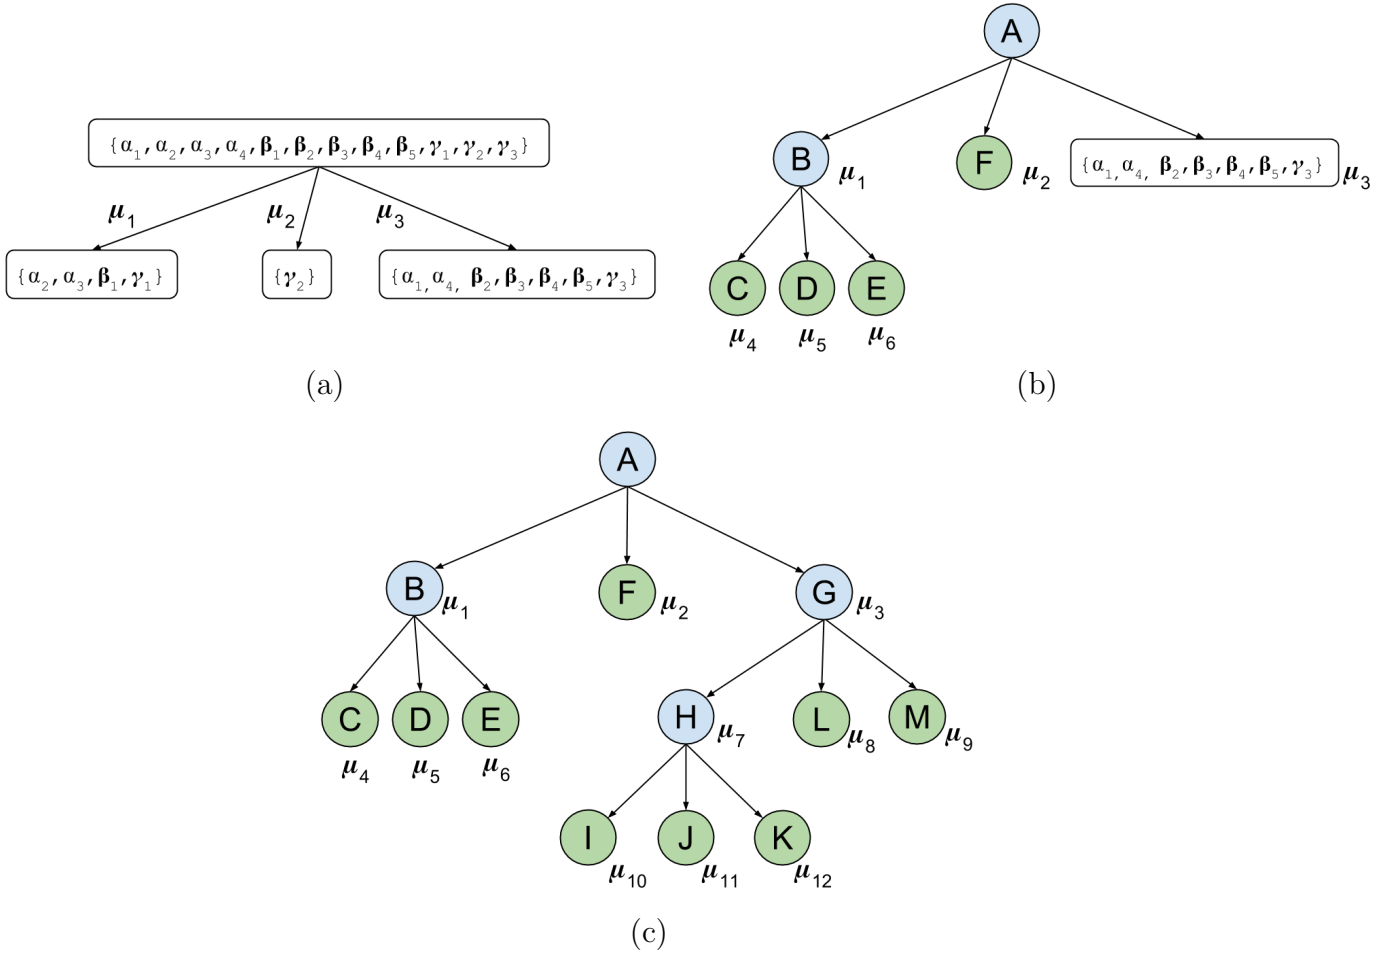 {α₁, α₂, α₃, α₄, β₁, β₂, β₃, β₄, β₅, γ₁, γ₂, γ₃}
μ₁ μ₂ μ₃
{α₂, α₃, β₁, γ₁} {γ₂} {α₁, α₄, β₂, β₃, β₄, β₅, γ₃}
(a)
A
B μ₁ F μ₂ {α₁, α₄, β₂, β₃, β₄, β₅, γ₃} μ₃
C D E
μ₄ μ₅ μ₆
(b)
A
B μ₁ F μ₂ G μ₃
C D E H μ₇ L μ₈ M μ₉
μ₄ μ₅ μ₆
I J K
μ₁₀ μ₁₁ μ₁₂
(c)